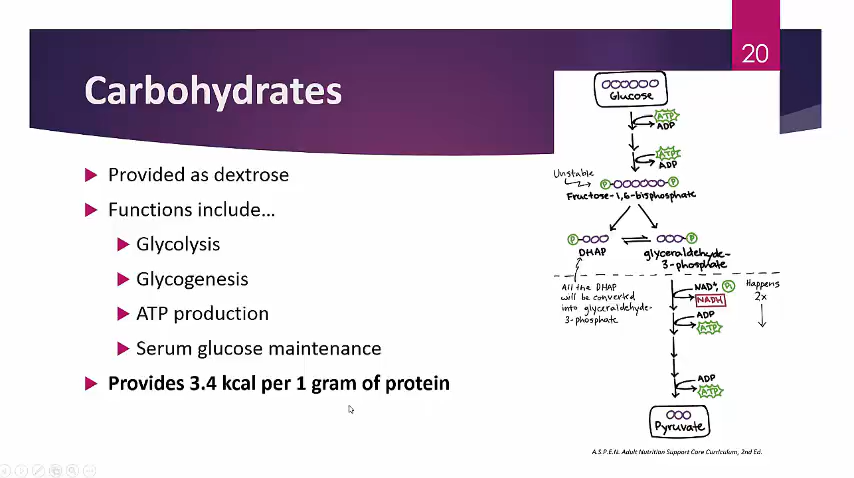 20
Carbohydrates
Provided as dextrose
Functions include…
Glycolysis
Glycogenesis
ATP production
Serum glucose maintenance
Provides 3.4 kcal per 1 gram of protein
Glucose
ATP
ADP
ATP
ADP
Unstable
P P
Fructose-1,6-bisphosphate
P P
DHAP
glyceraldehyde-
3-phosphate
All the DHAP
will be converted
into glyceraldehyde-
3-phosphate
NAD+, Pi
NADH
Happens
2x
ADP
ATP
ADP
ATP
Pyruvate
A.S.P.E.N. Adult Nutrition Support Core Curriculum, 2nd Ed.